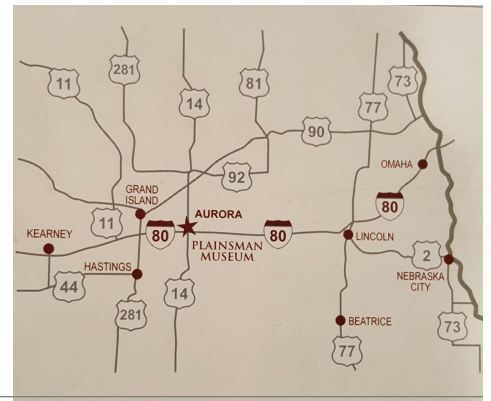 11
281
14
81
77
73
90
92
OMAHA
GRAND
ISLAND
80
11
AURORA
KEARNEY
80
80
LINCOLN
PLAINSMAN
MUSEUM
2
HASTINGS
44
14
NEBRASKA
CITY
281
BEATRICE
73
77